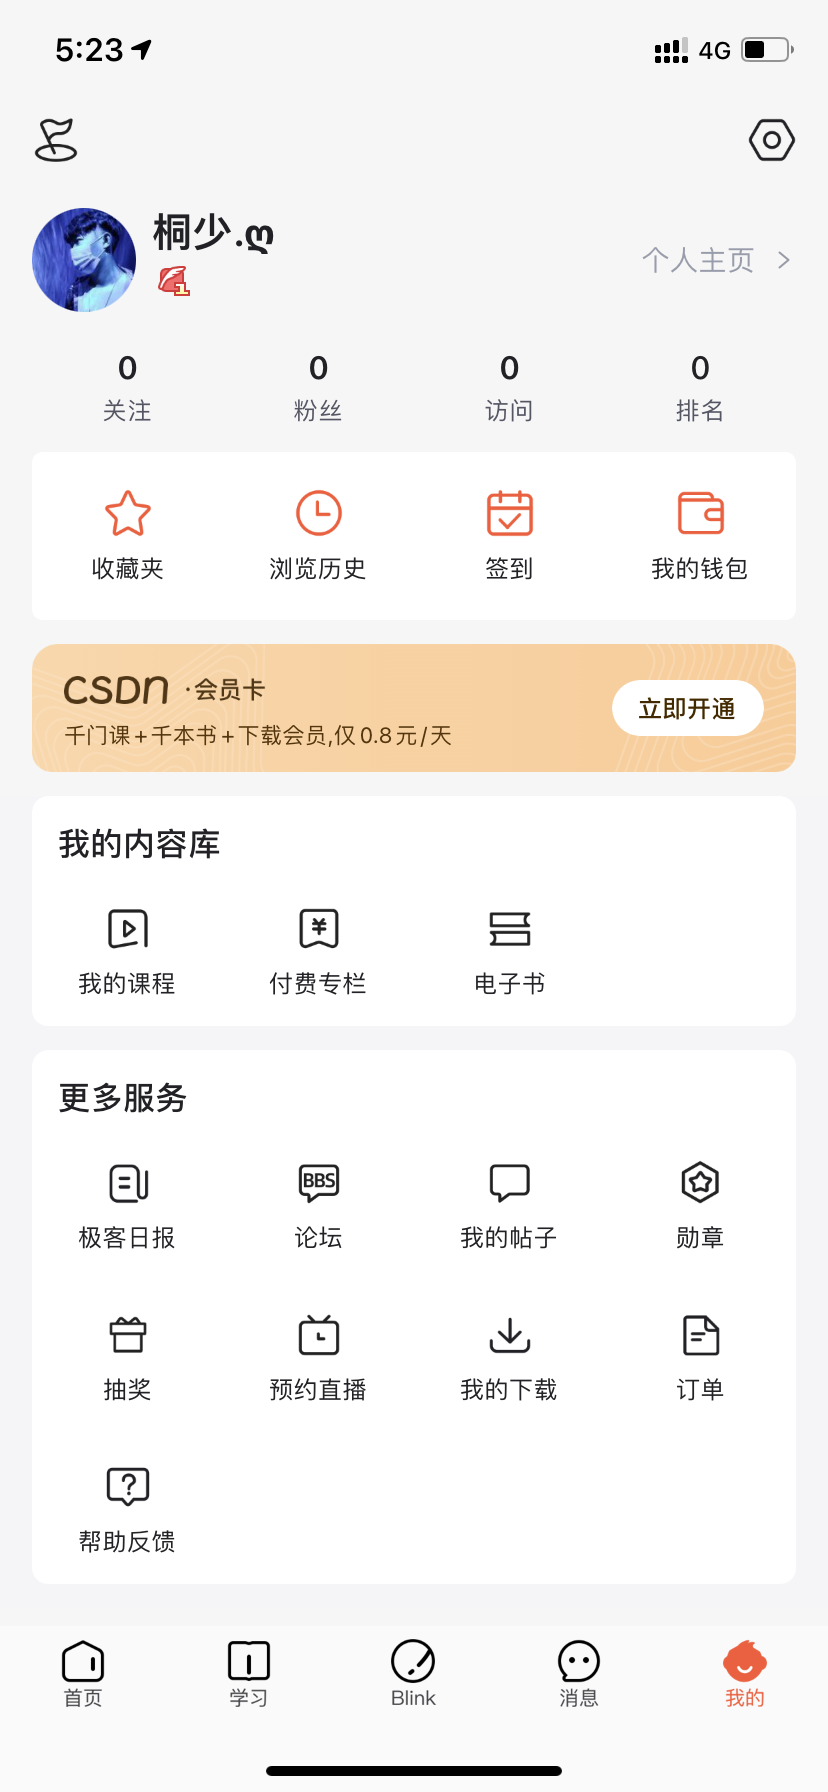 5:23
4G
桐少.ღ
1
个人主页
0 0 0 0
关注 粉丝 访问 排名
收藏夹 浏览历史 签到 我的钱包
CSDN ·会员卡
千门课+千本书+下载会员,仅0.8元/天
立即开通
我的内容库
¥
我的课程 付费专栏 电子书
更多服务
BBS
极客日报 论坛 我的帖子 勋章
抽奖 预约直播 我的下载 订单
?
帮助反馈
首页 学习 Blink 消息 我的